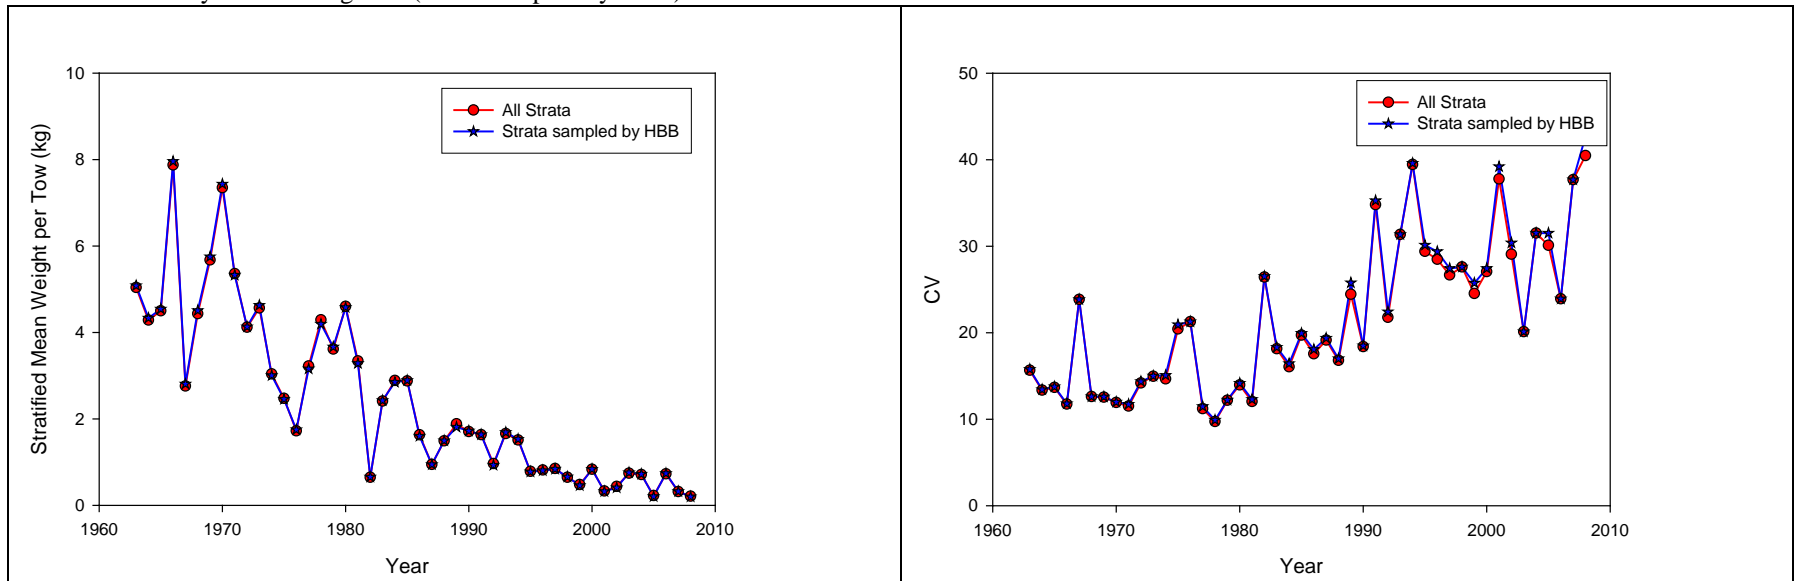 10
8
6
4
2
0
Stratified Mean Weight per Tow (kg)
All Strata
Strata sampled by HBB
1960 1970 1980 1990 2000 2010
Year
50
40
30
20
10
0
CV
All Strata
Strata sampled by HBB
1960 1970 1980 1990 2000 2010
Year